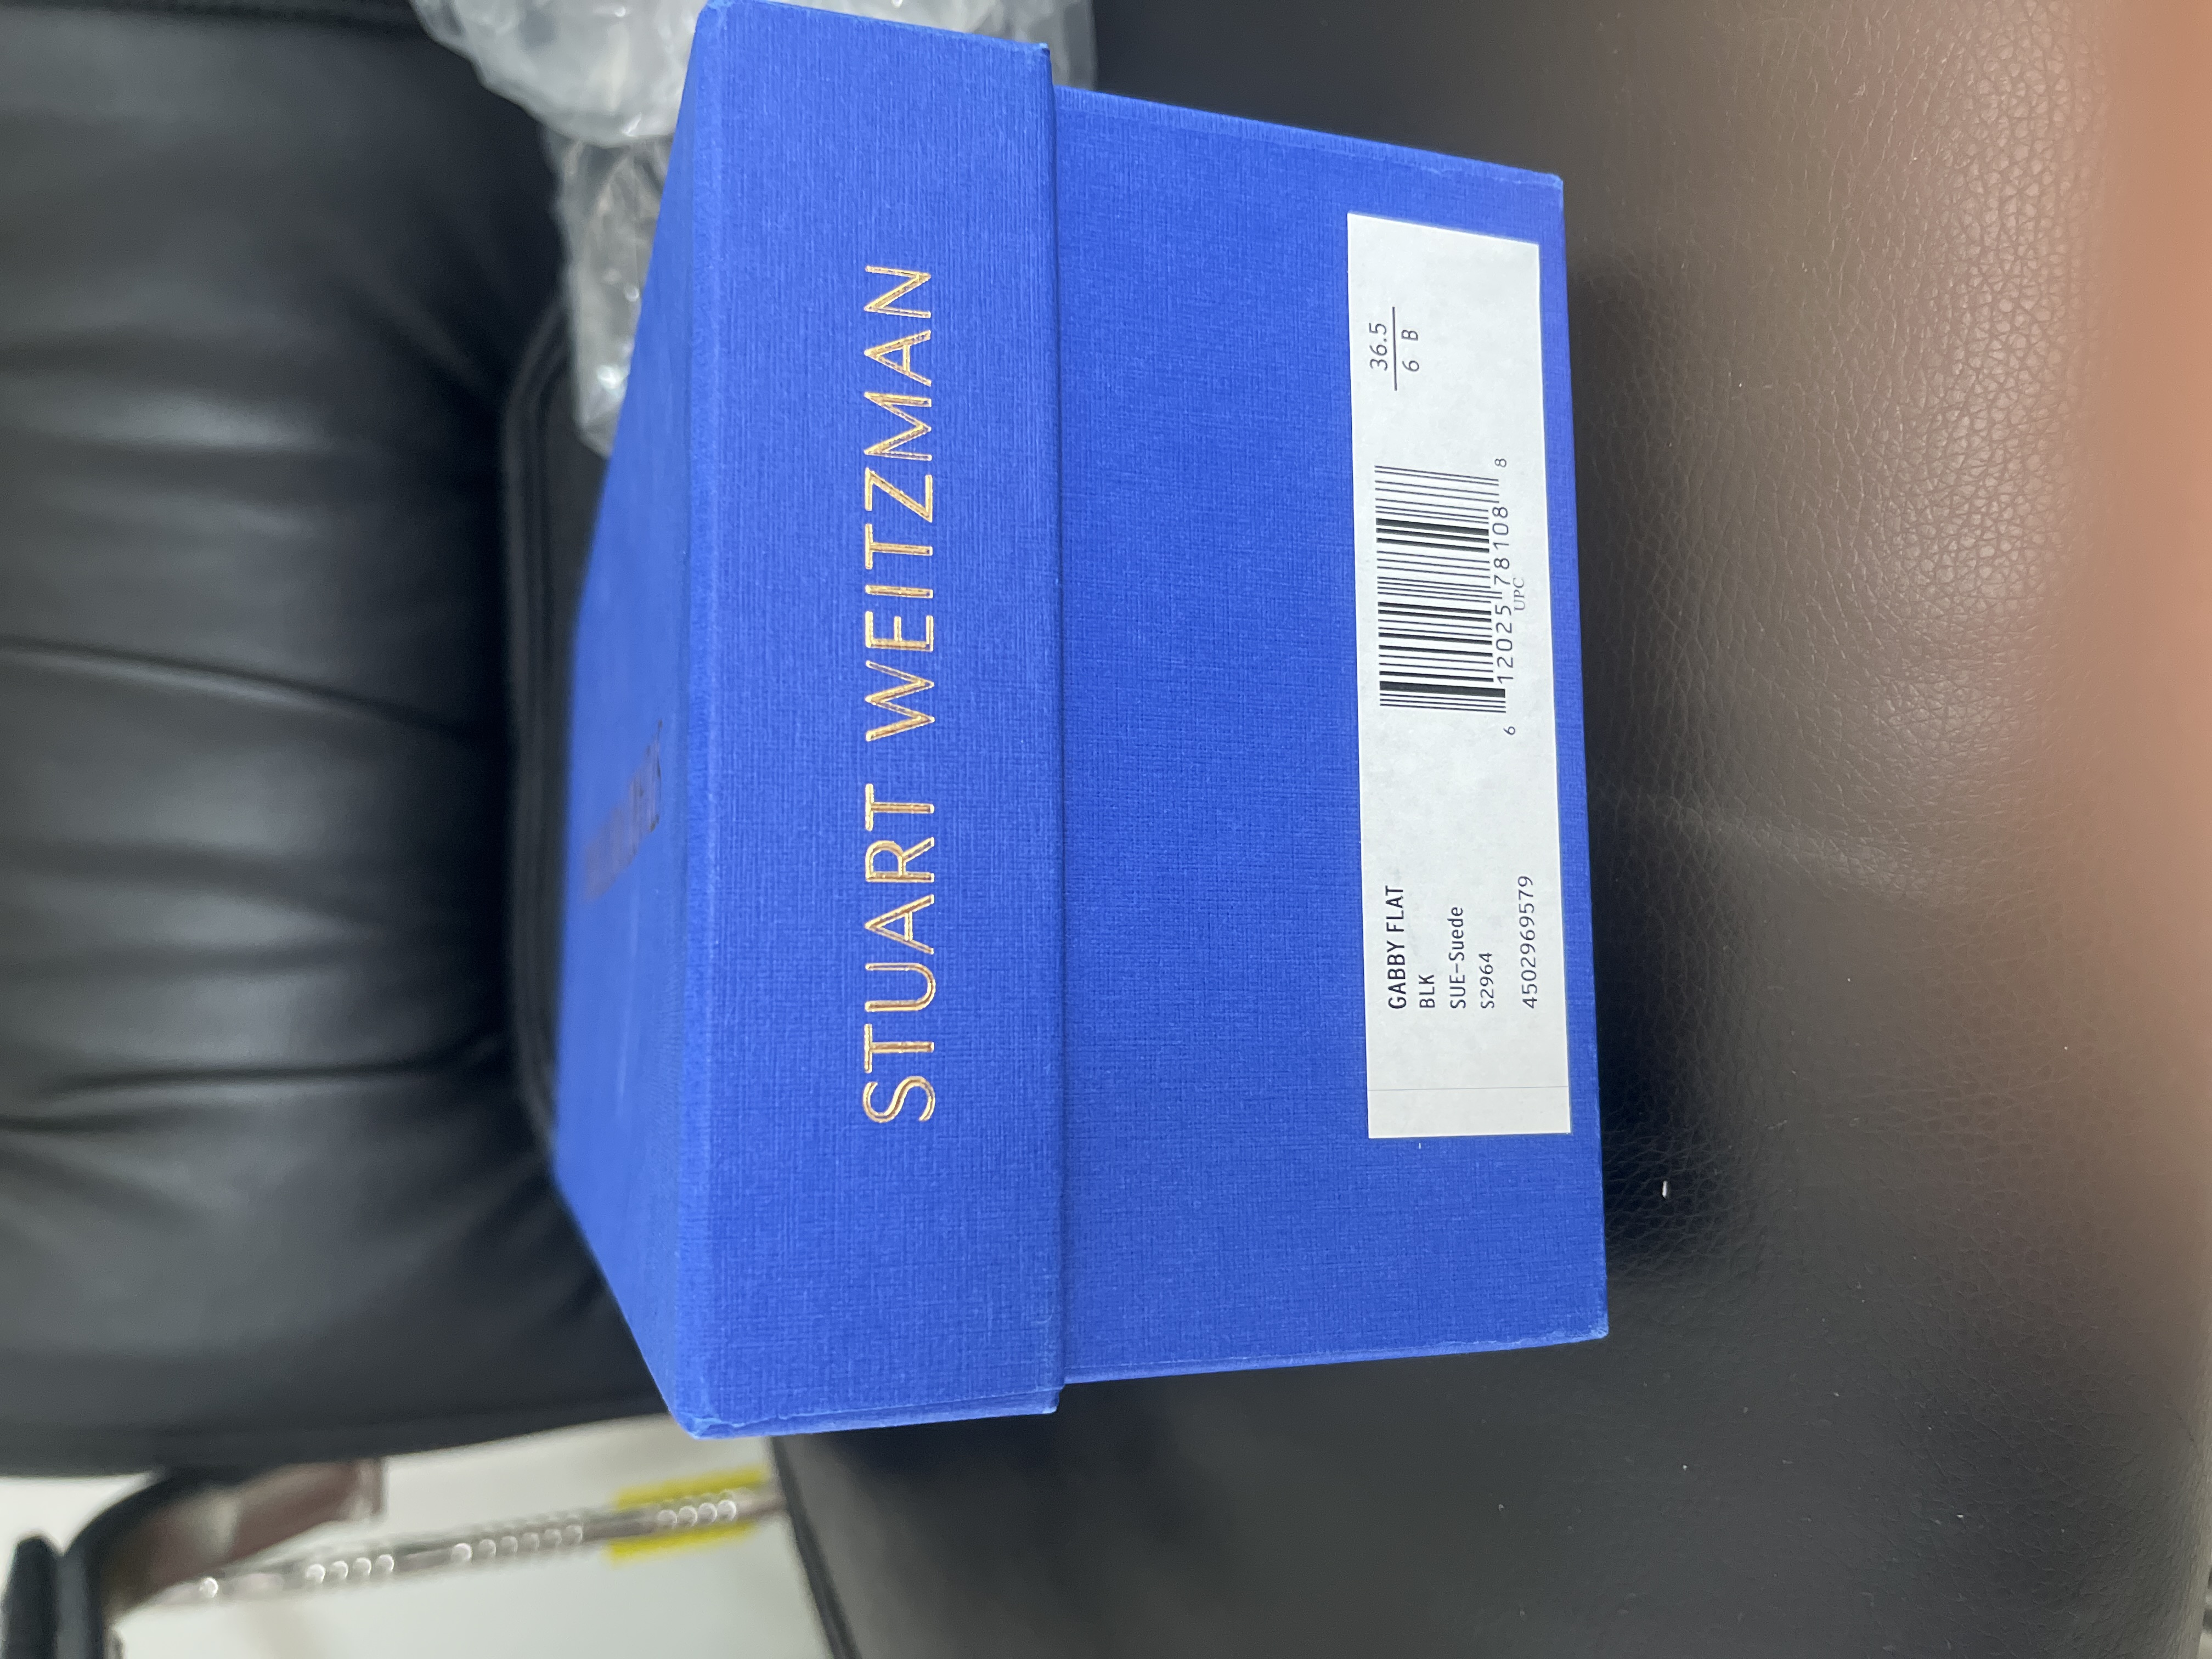 STUART WEITZMAN
GABBY FLAT
BLK
SUE-Suede
S2964
4502969579
6 12025 78108 8
UPC
36.5
6 B